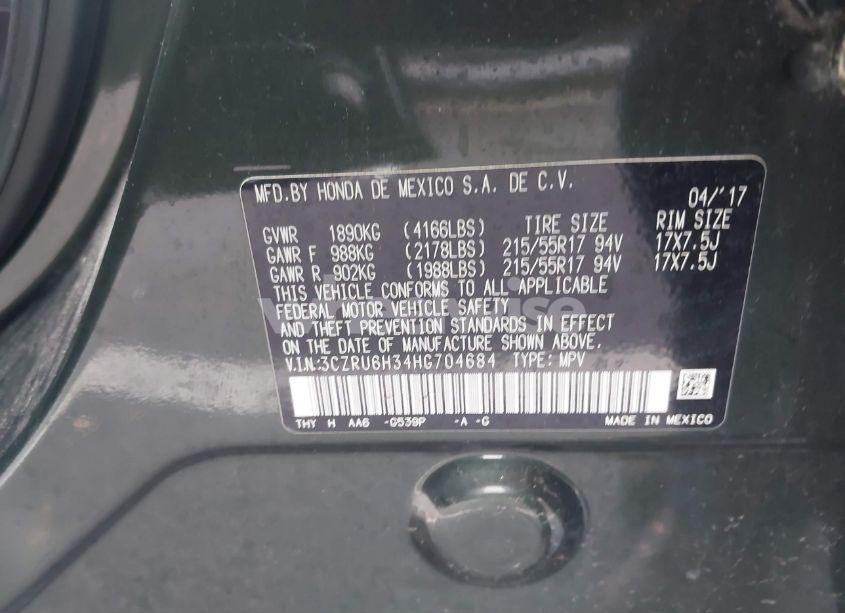 MFD.BY HONDA DE MEXICO S.A. DE C.V.
04/'17
GVWR 1890KG (4166LBS) TIRE SIZE RIM SIZE
GAWR F 988KG (2178LBS) 215/55R17 94V 17X7.5J
GAWR R 902KG (1988LBS) 215/55R17 94V 17X7.5J
THIS VEHICLE CONFORMS TO ALL APPLICABLE
FEDERAL MOTOR VEHICLE SAFETY
AND THEFT PREVENTION STANDARDS IN EFFECT
ON THE DATE OF MANUFACTURE SHOWN ABOVE.
V.I.N.:3CZRU6H34HG704684 TYPE: MPV
THY H AA6 -G539P -A -G MADE IN MEXICO